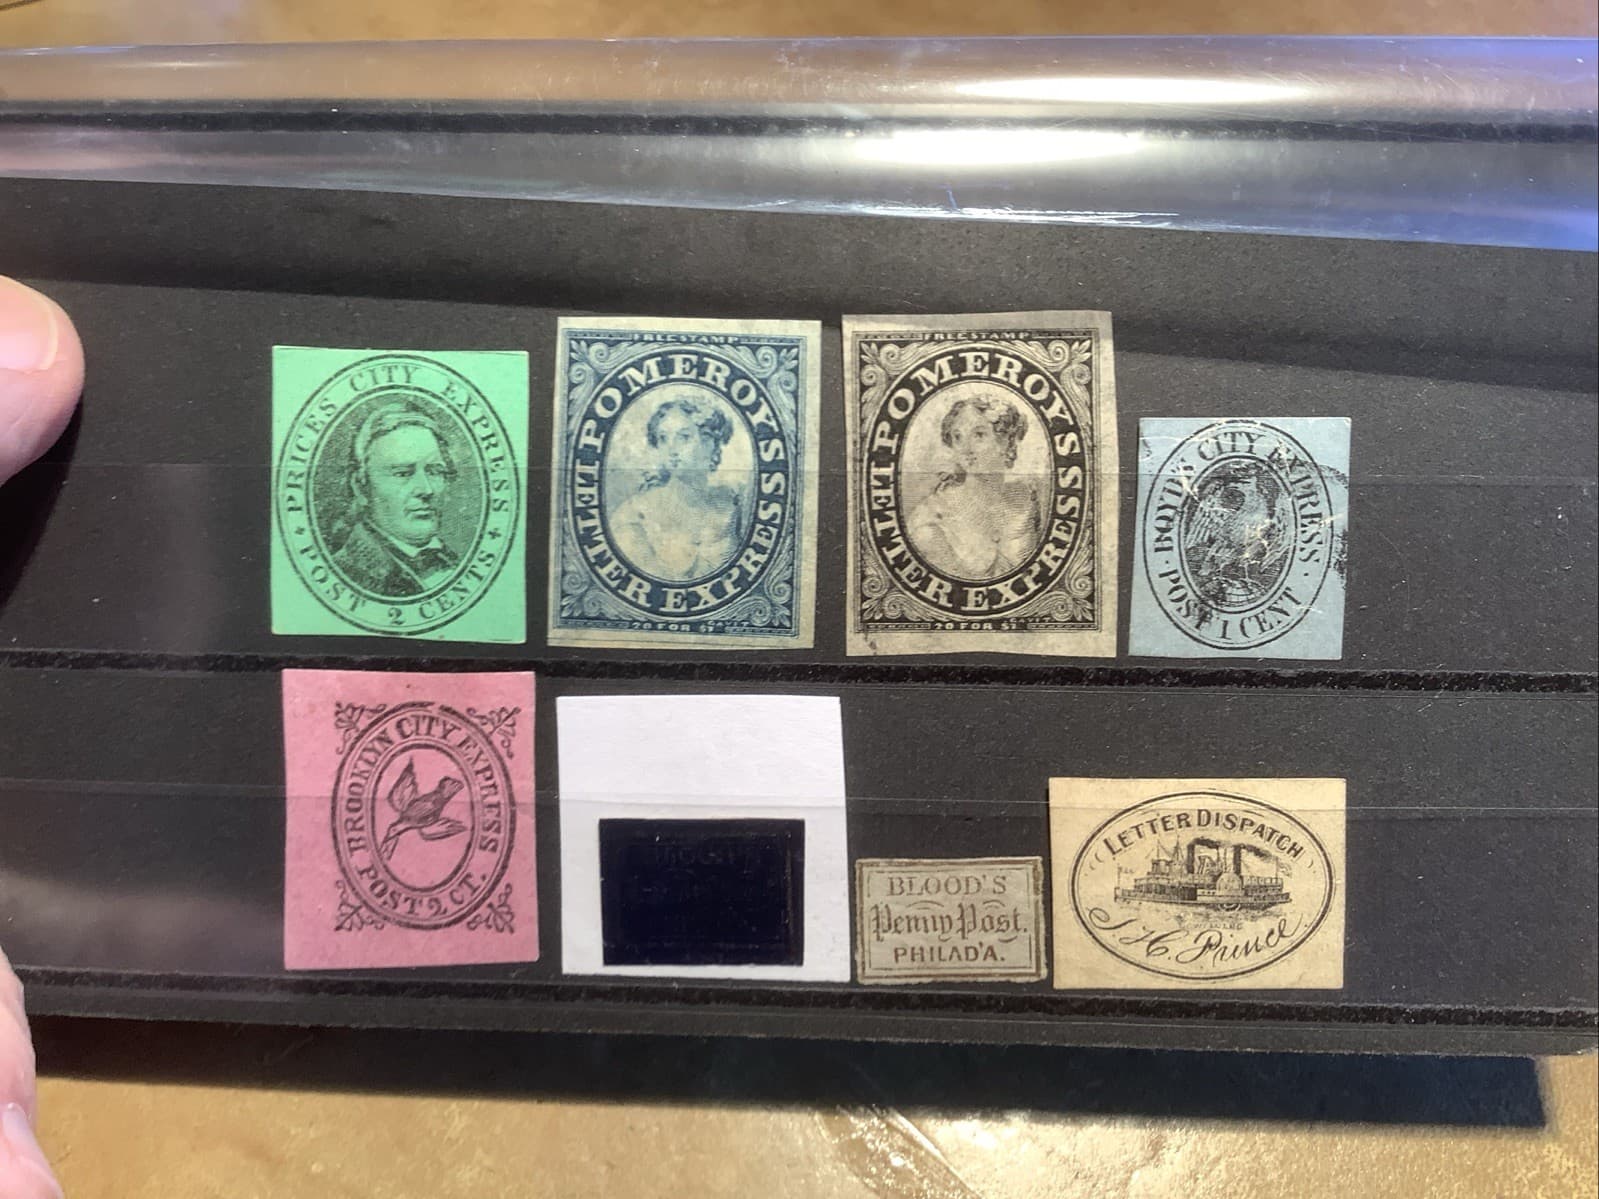 PRICES CITY EXPRESS
POST 2 CENTS
FREE STAMP
POMEROYS
LETTER EXPRESS
20 FOR $1
FREE STAMP
POMEROYS
LETTER EXPRESS
20 FOR $1
BOYD'S CITY EXPRESS
POST 1 CENT
BROOKLYN CITY EXPRESS
POST 2 CT.
BLOOD'S
Penny Post.
PHILAD'A.
LETTER DISPATCH
J. H. Prince